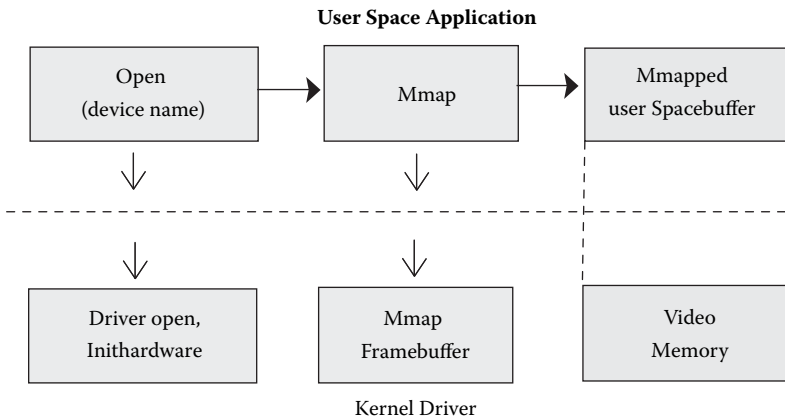 User Space Application
Open
(device name)
Mmap
Mmapped
user Spacebuffer
Driver open,
Inithardware
Mmap
Framebuffer
Video
Memory
Kernel Driver